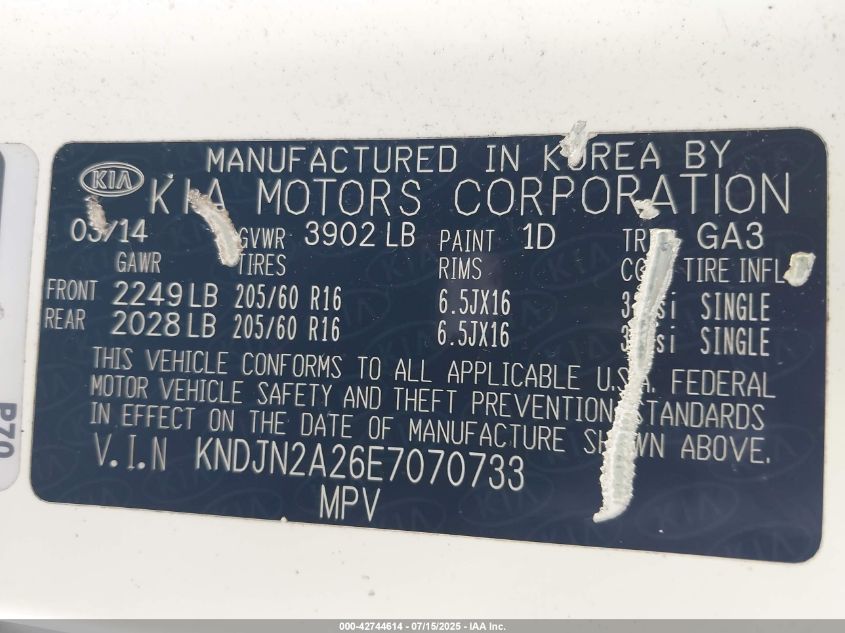 MANUFACTURED IN KOREA BY
KIA KIA MOTORS CORPORATION
03/14 GVWR 3902 LB PAINT 1D TR GA3
GAWR TIRES RIMS TIRE INFL
FRONT 2249 LB 205/60 R16 6.5JX16 SINGLE
REAR 2028 LB 205/60 R16 6.5JX16 SINGLE
THIS VEHICLE CONFORMS TO ALL APPLICABLE U.S.A. FEDERAL
MOTOR VEHICLE SAFETY AND THEFT PREVENTION STANDARDS
IN EFFECT ON THE DATE OF MANUFACTURE SHOWN ABOVE.
V.I.N KNDJN2A26E7070733
MPV
P70
000-42744614 - 07/15/2025 - IAA Inc.